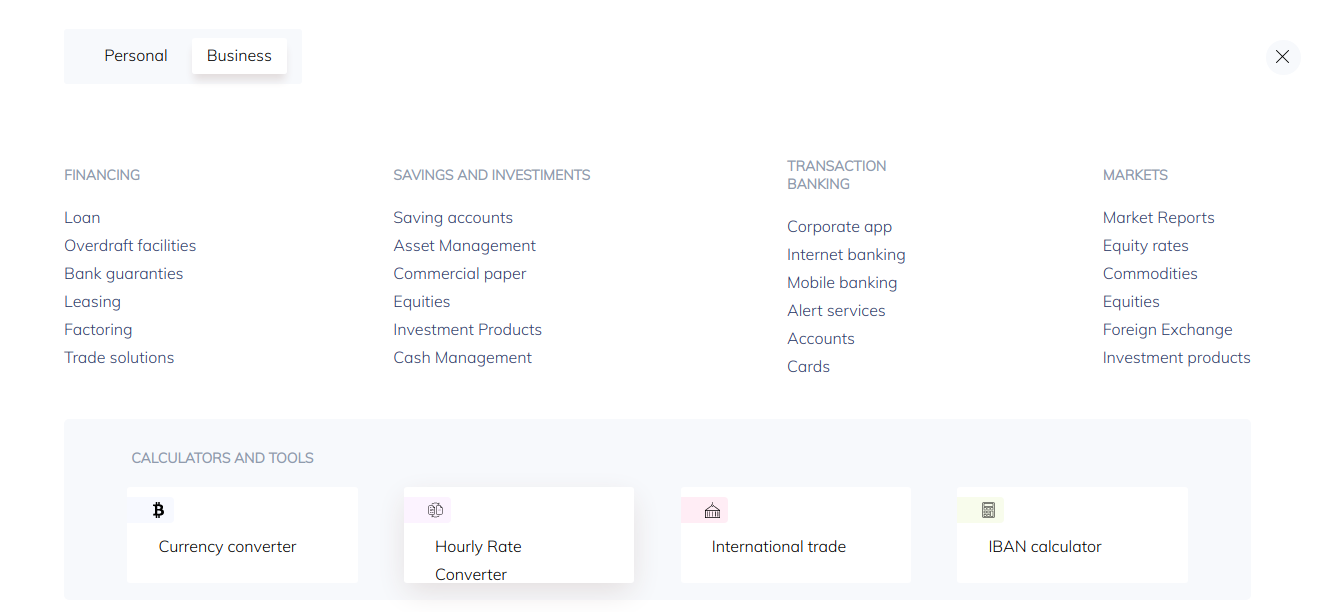 Personal
Business
FINANCING
Loan
Overdraft facilities
Bank guaranties
Leasing
Factoring
Trade solutions
SAVINGS AND INVESTIMENTS
Saving accounts
Asset Management
Commercial paper
Equities
Investment Products
Cash Management
TRANSACTION
BANKING
Corporate app
Internet banking
Mobile banking
Alert services
Accounts
Cards
MARKETS
Market Reports
Equity rates
Commodities
Equities
Foreign Exchange
Investment products
CALCULATORS AND TOOLS
Currency converter
Hourly Rate
Converter
International trade
IBAN calculator